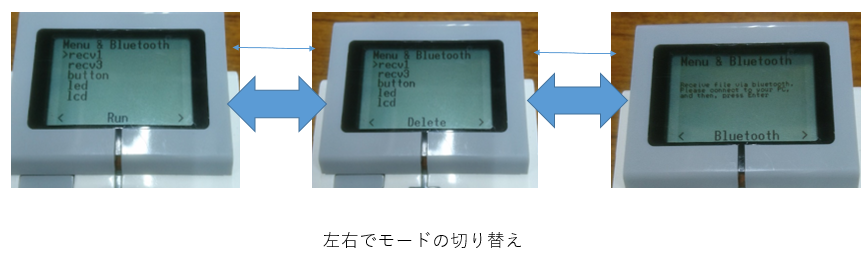 Menu & Bluetooth
>recv1
recv3
button
led
lcd
< Run >
Menu & Bluetooth
>recv1
recv3
button
led
lcd
< Delete >
Menu & Bluetooth
Receive file via bluetooth.
Please connect to your PC,
and then, press Enter
< Bluetooth >
左右でモードの切り替え